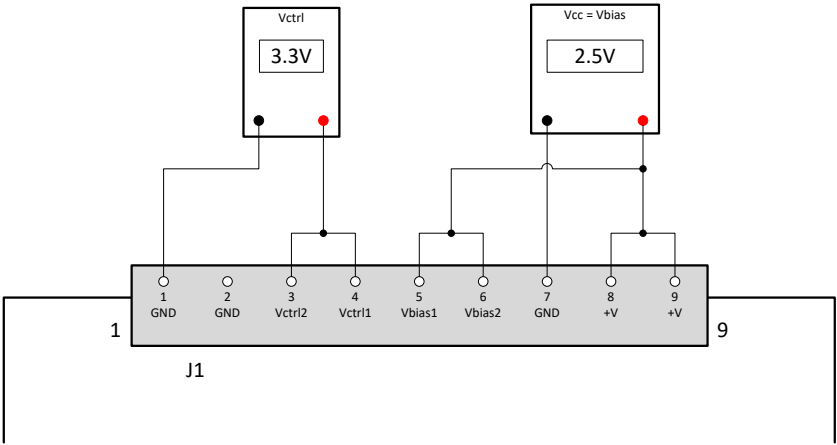 Vctrl
3.3V
Vcc = Vbias
2.5V
1 2 3 4 5 6 7 8 9
GND GND Vctrl2 Vctrl1 Vbias1 Vbias2 GND +V +V
1
9
J1